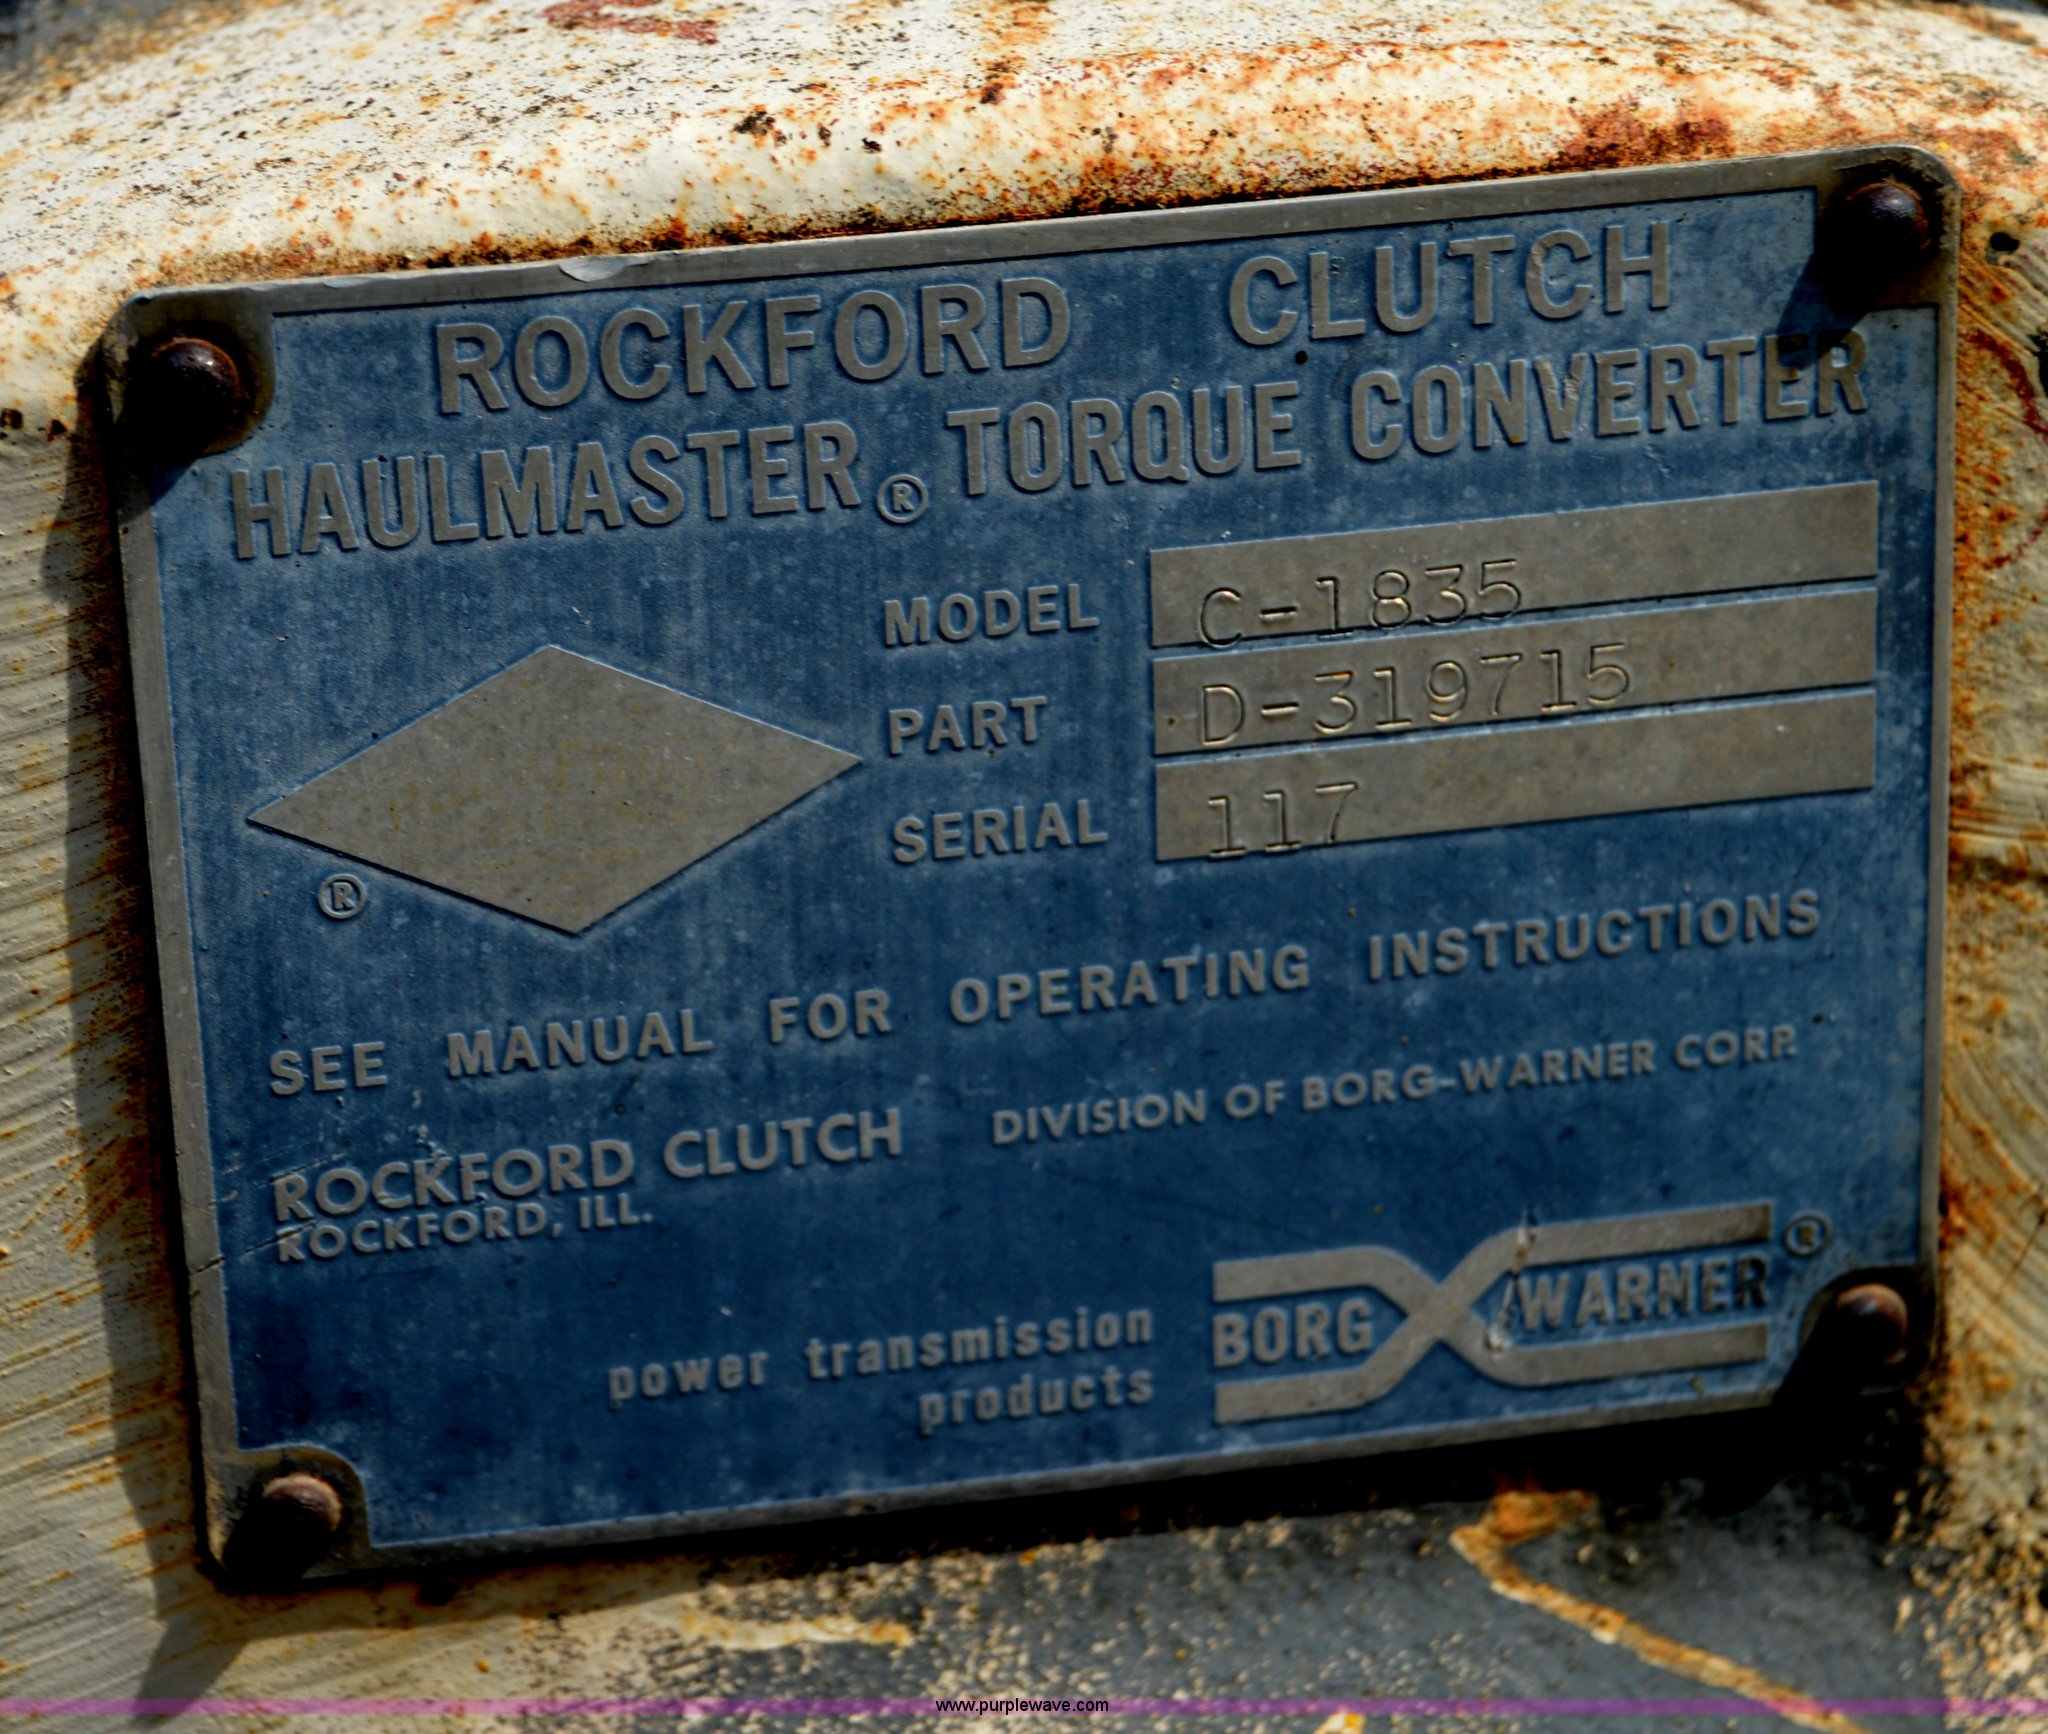 ROCKFORD CLUTCH
HAULMASTER® TORQUE CONVERTER
MODEL C-1835
PART D-319715
SERIAL 117
®
SEE MANUAL FOR OPERATING INSTRUCTIONS
ROCKFORD CLUTCH DIVISION OF BORG-WARNER CORP.
ROCKFORD, ILL.
power transmission
products
BORG WARNER ®
www.purplewave.com